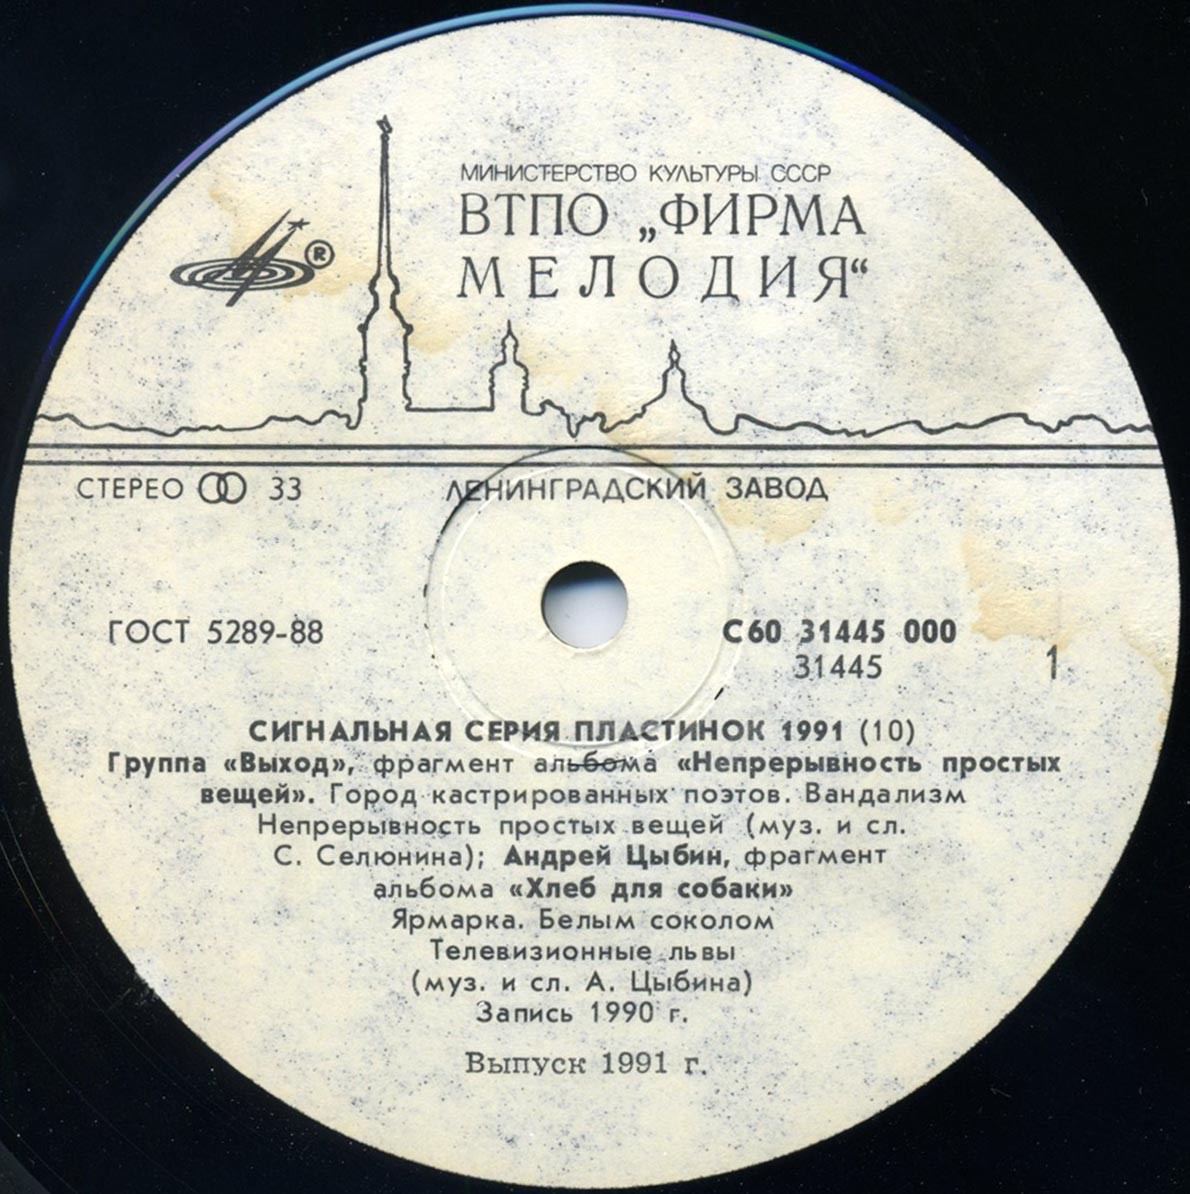 МИНИСТЕРСТВО КУЛЬТУРЫ СССР
ВТПО „ФИРМА
МЕЛОДИЯ“
®
СТЕРЕО 33
ЛЕНИНГРАДСКИЙ ЗАВОД
ГОСТ 5289-88
С60 31445 000
31445
1
СИГНАЛЬНАЯ СЕРИЯ ПЛАСТИНОК 1991 (10)
Группа «Выход», фрагмент альбома «Непрерывность простых
вещей». Город кастрированных поэтов. Вандализм
Непрерывность простых вещей (муз. и сл.
С. Селюнина); Андрей Цыбин, фрагмент
альбома «Хлеб для собаки»
Ярмарка. Белым соколом
Телевизионные львы
(муз. и сл. А. Цыбина)
Запись 1990 г.
Выпуск 1991 г.